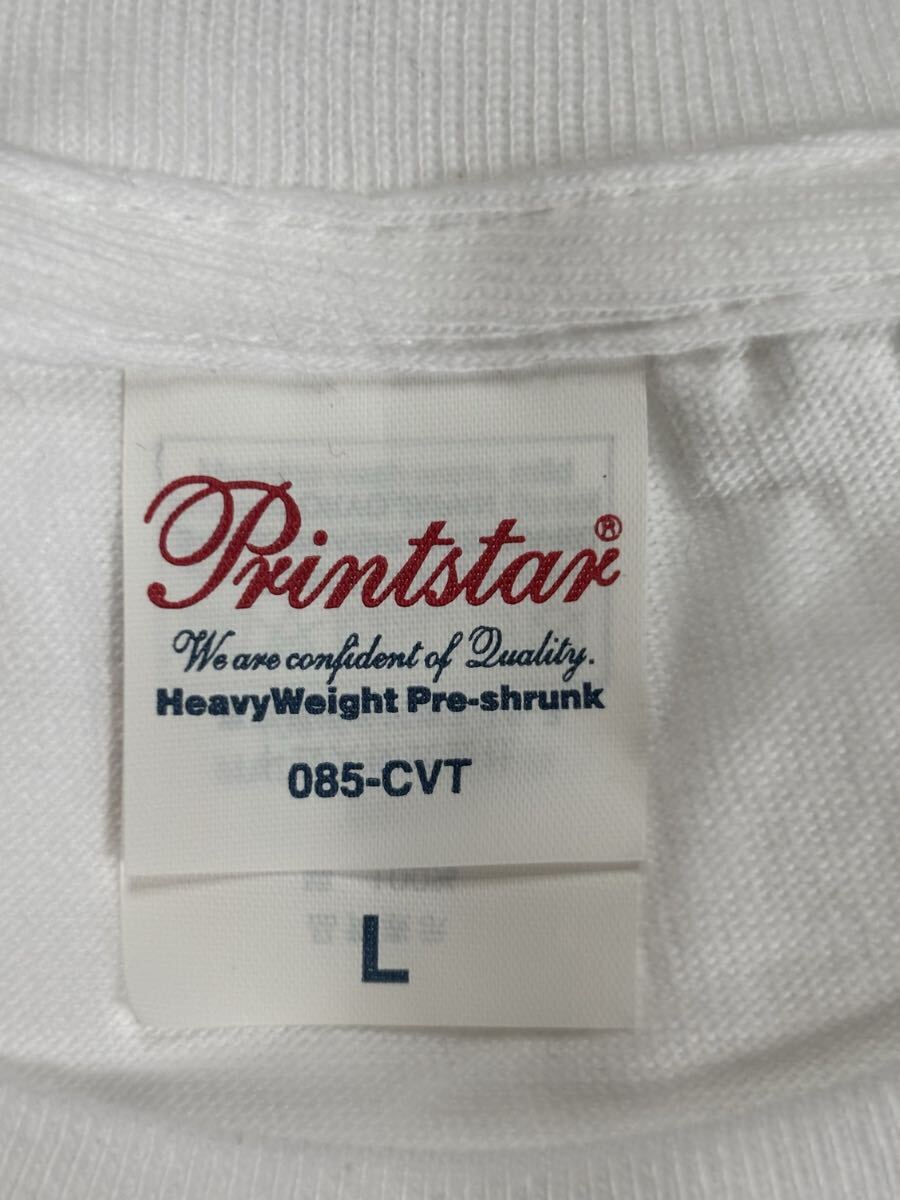 Printstar®
We are confident of Quality.
HeavyWeight Pre-shrunk
085-CVT
L